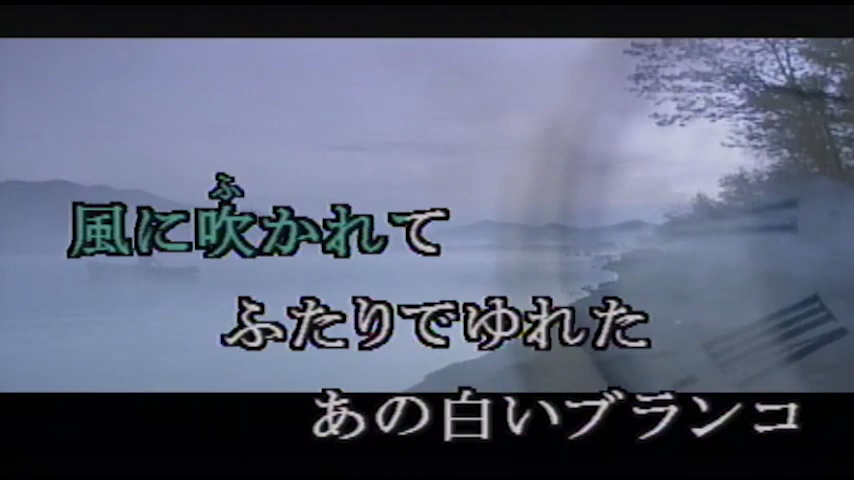 風に吹かれて
ふたりでゆれた
あの白いブランコ